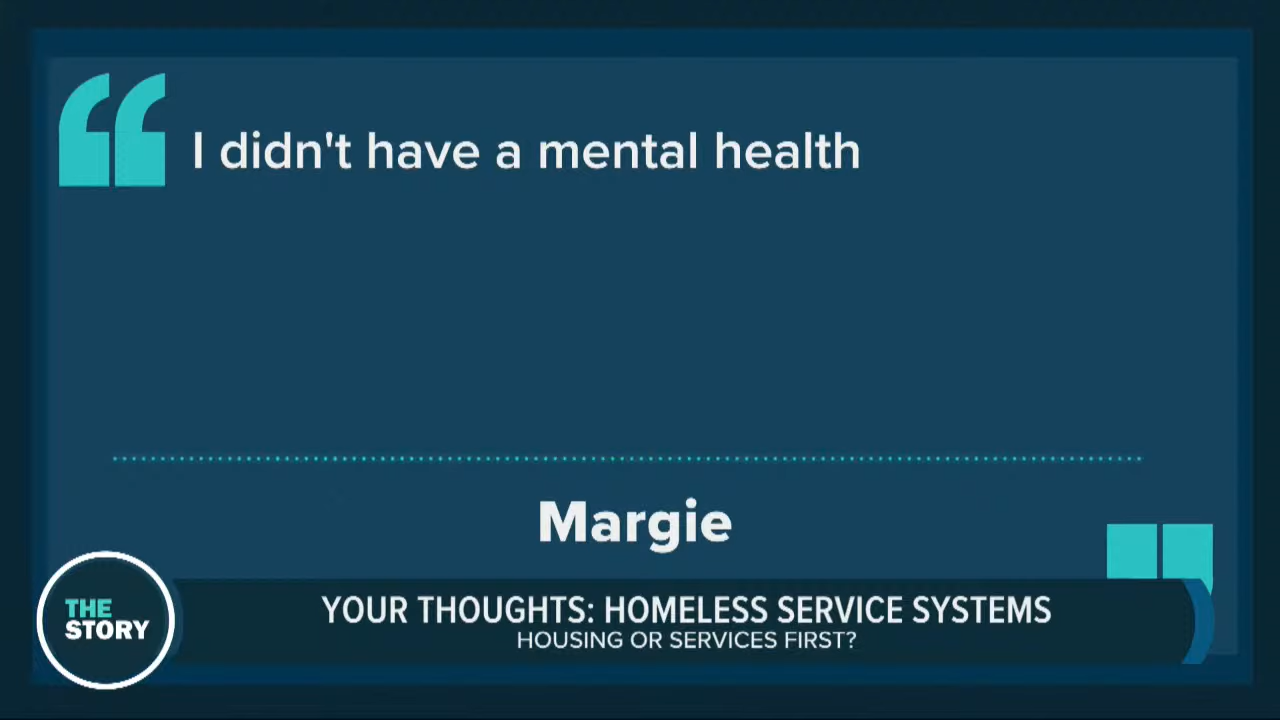 I didn't have a mental health
Margie
THE
STORY
YOUR THOUGHTS: HOMELESS SERVICE SYSTEMS
HOUSING OR SERVICES FIRST?